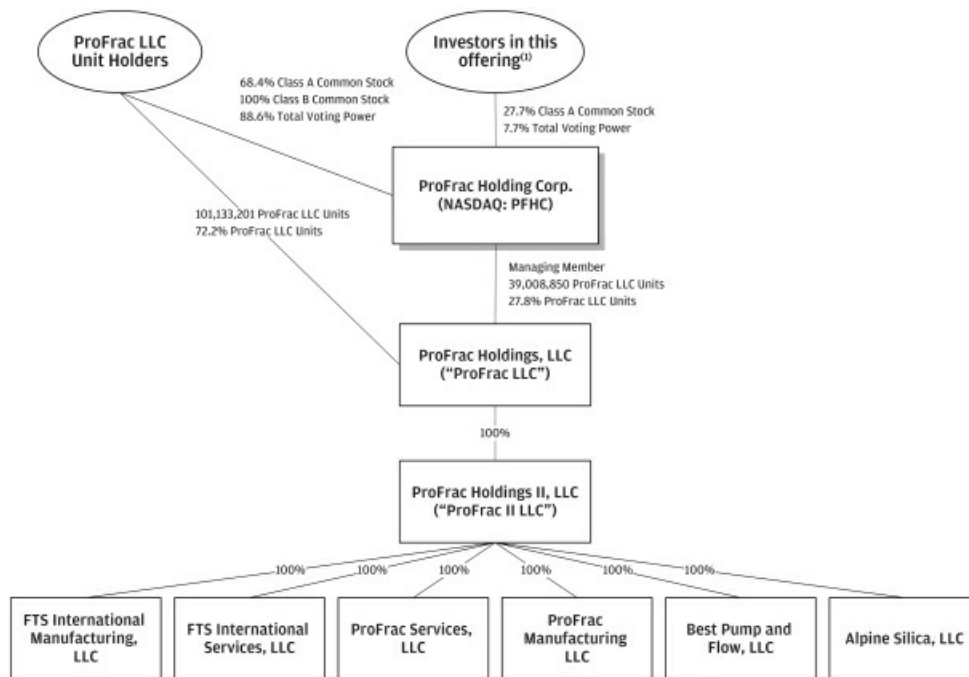 ProFrac LLC
Unit Holders
Investors in this
offering(1)
68.4% Class A Common Stock
100% Class B Common Stock
88.6% Total Voting Power
27.7% Class A Common Stock
7.7% Total Voting Power
ProFrac Holding Corp.
(NASDAQ: PFHC)
101,133,201 ProFrac LLC Units
72.2% ProFrac LLC Units
Managing Member
39,008,850 ProFrac LLC Units
27.8% ProFrac LLC Units
ProFrac Holdings, LLC
(“ProFrac LLC”)
100%
ProFrac Holdings II, LLC
(“ProFrac II LLC”)
100%
100%
100%
100%
100%
100%
FTS International
Manufacturing,
LLC
FTS International
Services, LLC
ProFrac Services,
LLC
ProFrac
Manufacturing
LLC
Best Pump and
Flow, LLC
Alpine Silica, LLC